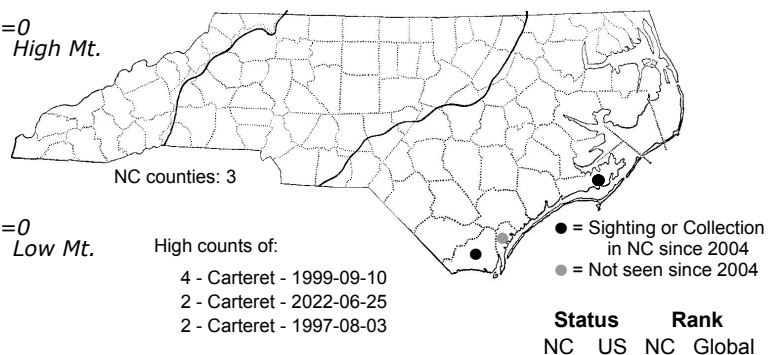 =0
High Mt.
NC counties: 3
=0
Low Mt.
High counts of:
4 - Carteret - 1999-09-10
2 - Carteret - 2022-06-25
2 - Carteret - 1997-08-03
● = Sighting or Collection
in NC since 2004
● = Not seen since 2004
Status Rank
NC US NC Global